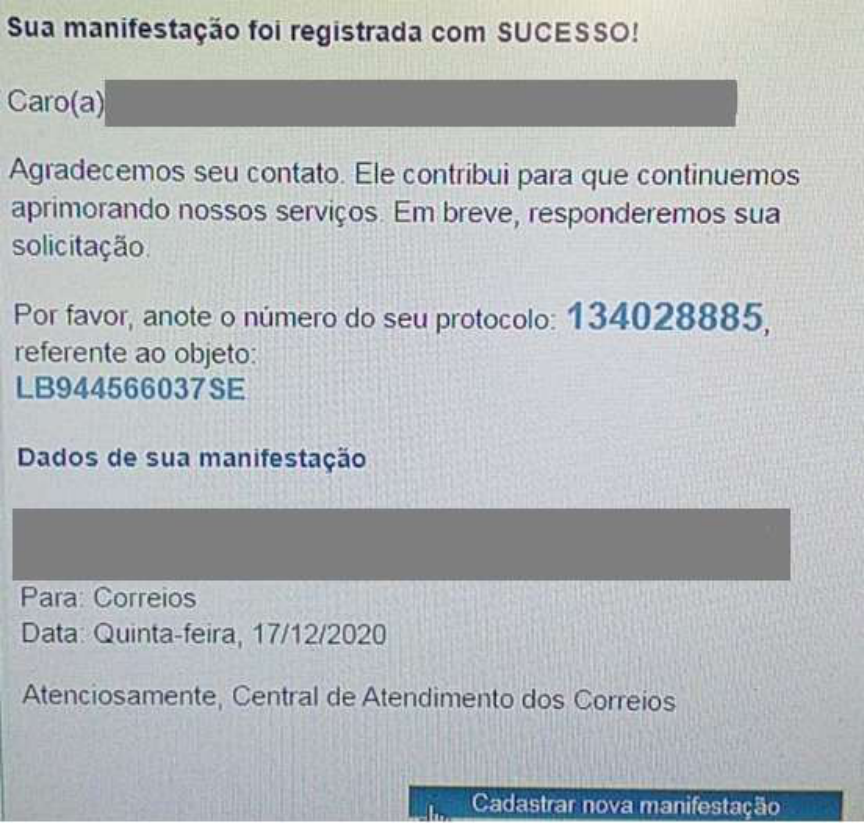 Sua manifestação foi registrada com SUCESSO!
Caro(a)
Agradecemos seu contato. Ele contribui para que continuemos
aprimorando nossos serviços. Em breve, responderemos sua
solicitação.
Por favor, anote o número do seu protocolo: 134028885,
referente ao objeto:
LB944566037SE
Dados de sua manifestação
Para: Correios
Data: Quinta-feira, 17/12/2020
Atenciosamente, Central de Atendimento dos Correios
Cadastrar nova manifestação